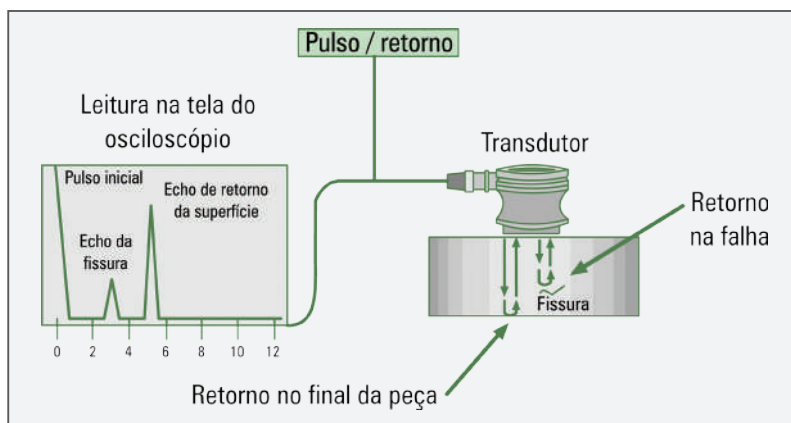 Pulso / retorno
Leitura na tela do
osciloscópio
Transdutor
Pulso inicial
Echo de retorno
da superfície
Echo da
fissura
Retorno
na falha
Fissura
0 2 4 6 8 10 12
Retorno no final da peça